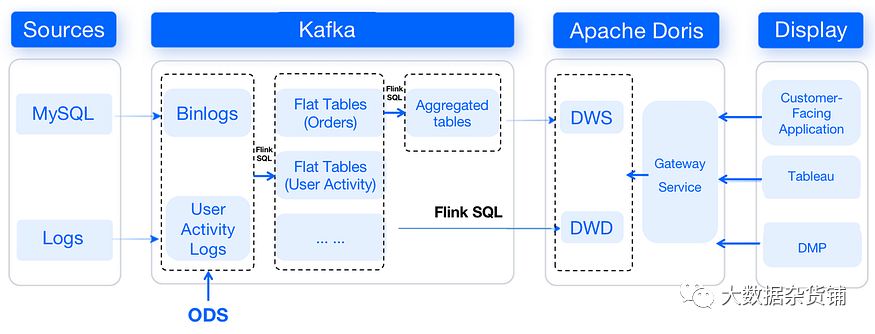 Sources
Kafka
Apache Doris
Display
MySQL
Logs
Binlogs
User
Activity
Logs
ODS
Flink
SQL
Flat Tables
(Orders)
Flat Tables
(User Activity)
... ...
Flink
SQL
Aggregated
tables
Flink SQL
DWS
DWD
Gateway
Service
Customer-
Facing
Application
Tableau
DMP
大数据杂货铺